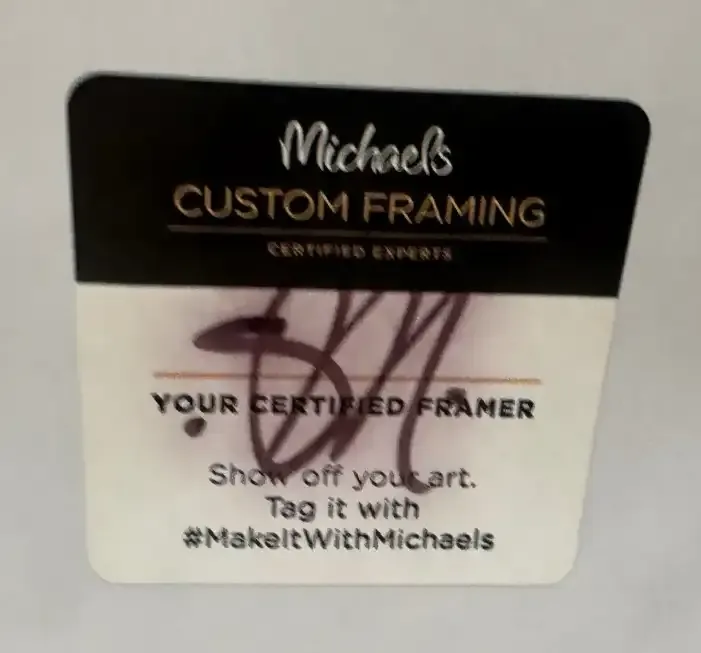 Michaels
CUSTOM FRAMING
CERTIFIED EXPERTS
YOUR CERTIFIED FRAMER
Show off your art.
Tag it with
#MakeItWithMichaels